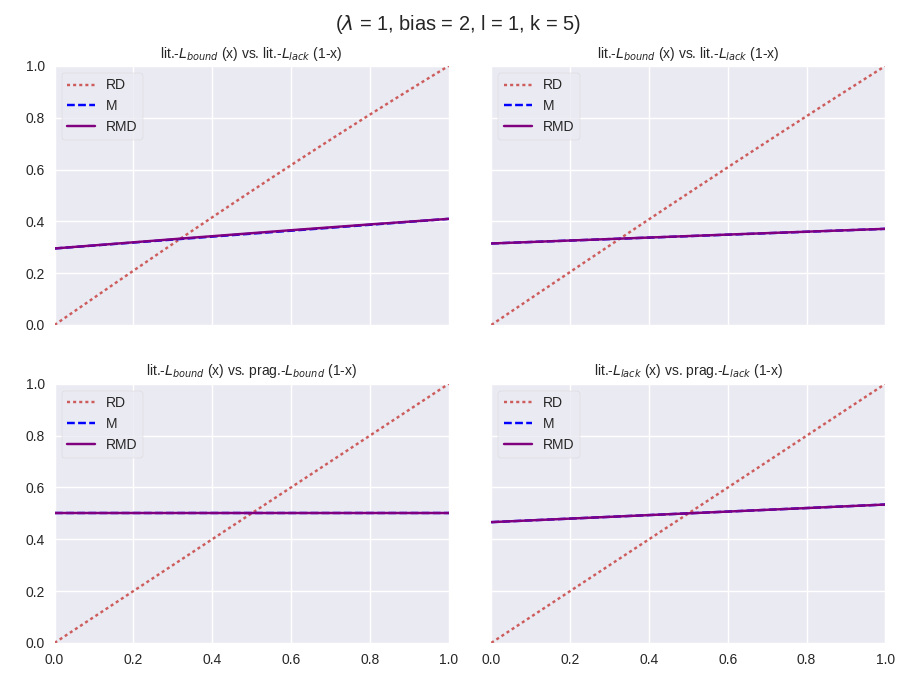 (λ = 1, bias = 2, l = 1, k = 5)
lit.-L_bound (x) vs. lit.-L_lack (1-x)
lit.-L_bound (x) vs. lit.-L_lack (1-x)
1.0
0.8
0.6
0.4
0.2
0.0
RD
M
RMD
RD
M
RMD
lit.-L_bound (x) vs. prag.-L_bound (1-x)
lit.-L_lack (x) vs. prag.-L_lack (1-x)
1.0
0.8
0.6
0.4
0.2
0.0
RD
M
RMD
RD
M
RMD
0.0 0.2 0.4 0.6 0.8 1.0
0.0 0.2 0.4 0.6 0.8 1.0